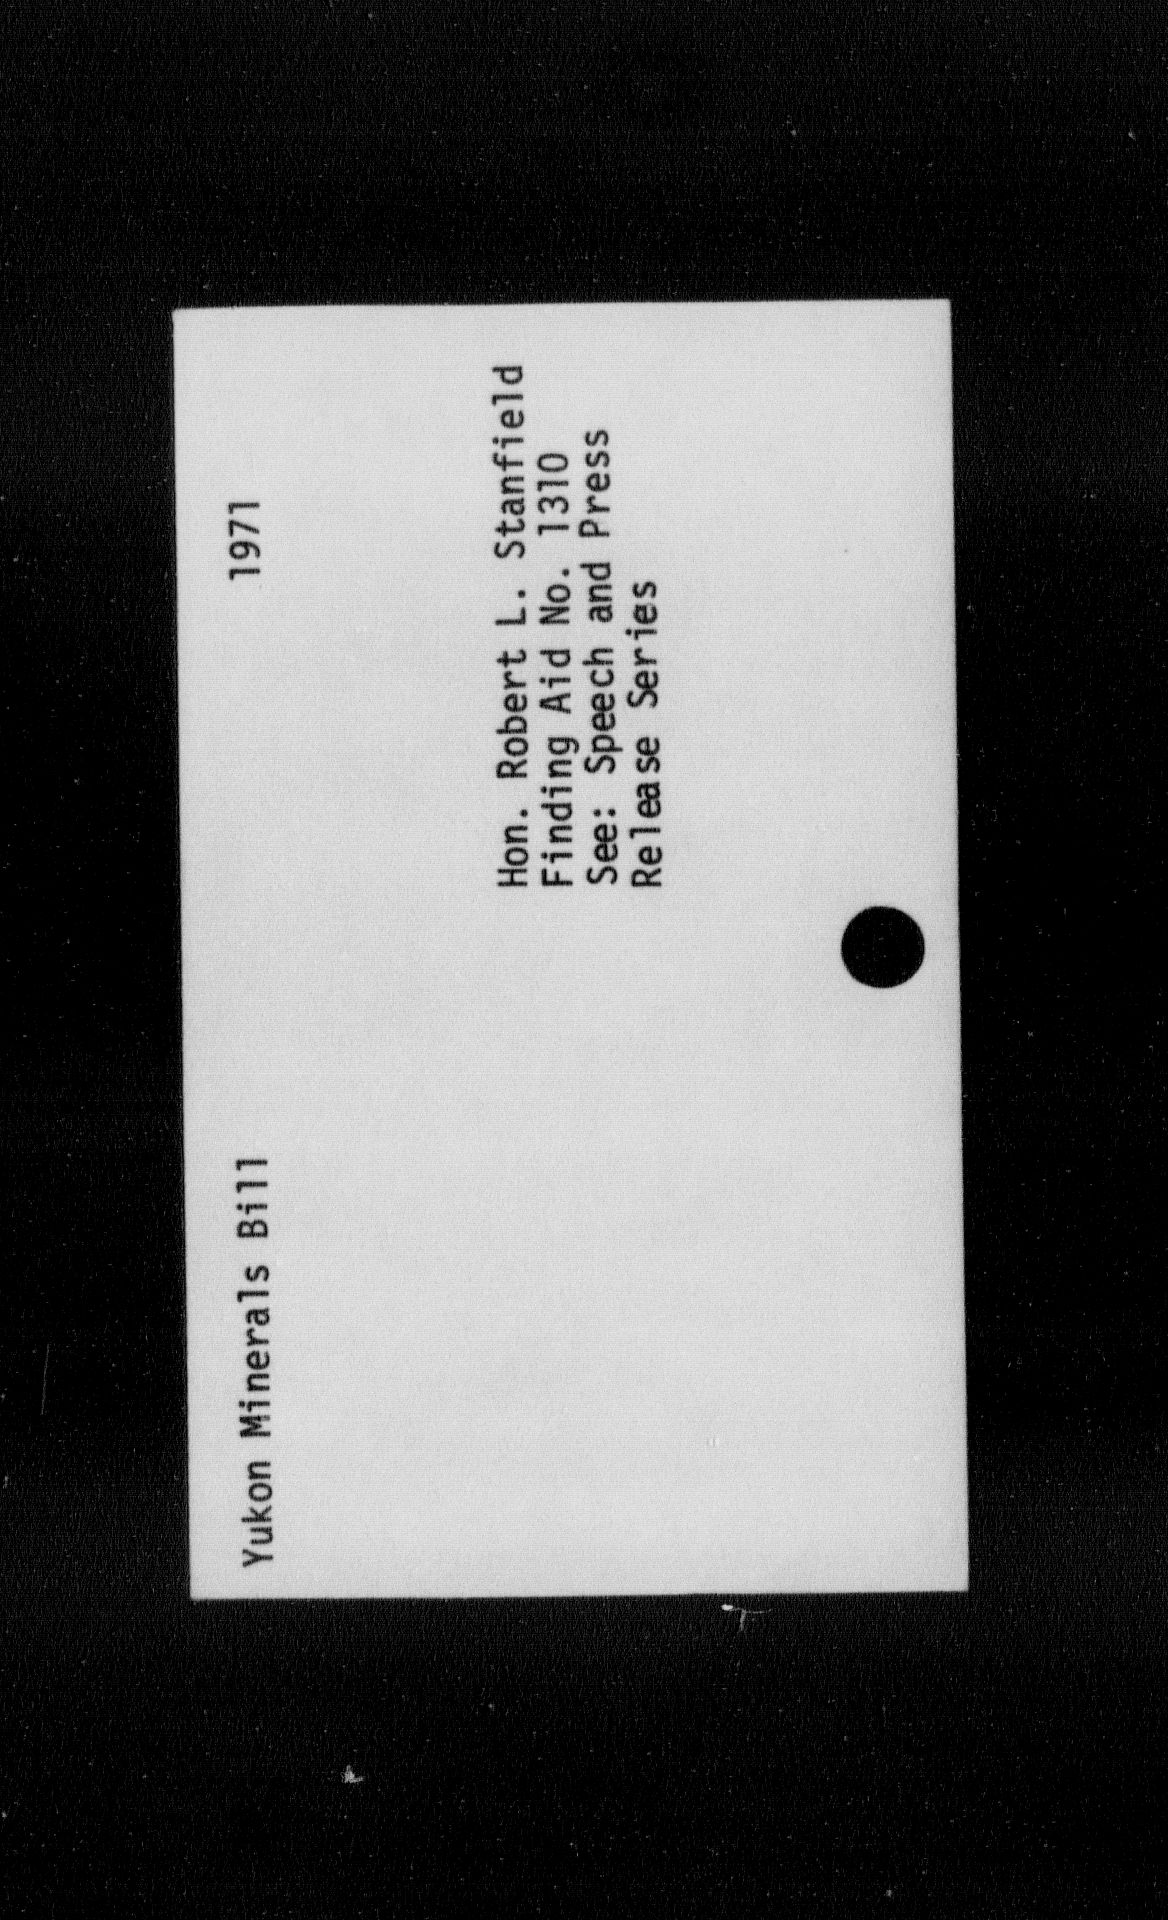 Yukon Minerals Bill 1971
Hon. Robert L. Stanfield
Finding Aid No. 1310
See: Speech and Press
Release Series